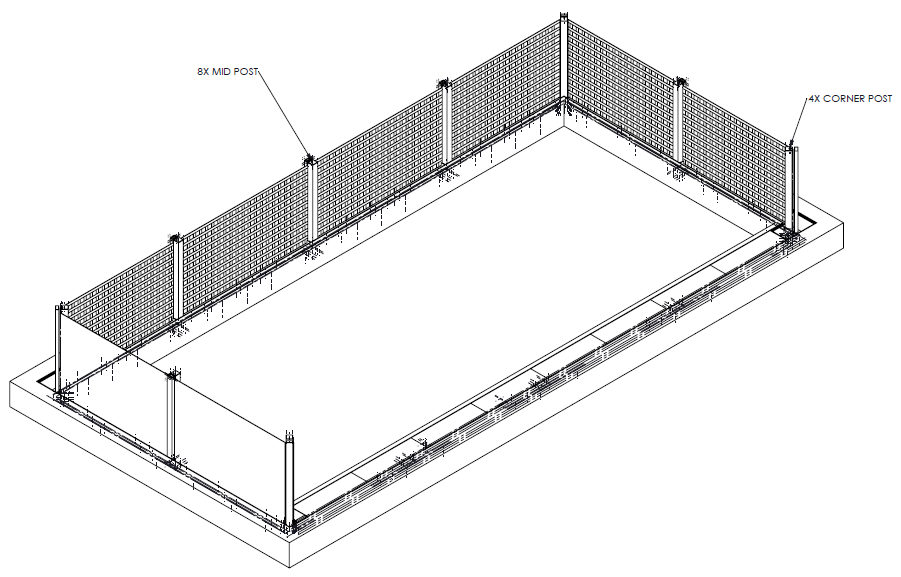 8X MID POST
4X CORNER POST